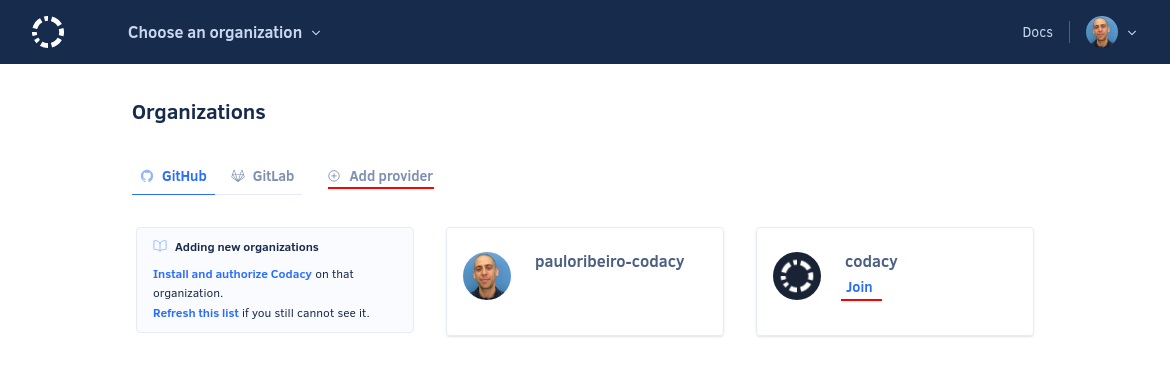 Choose an organization
Docs
Organizations
GitHub
GitLab
Add provider
Adding new organizations
Install and authorize Codacy on that
organization.
Refresh this list if you still cannot see it.
pauloribeiro-codacy
codacy
Join